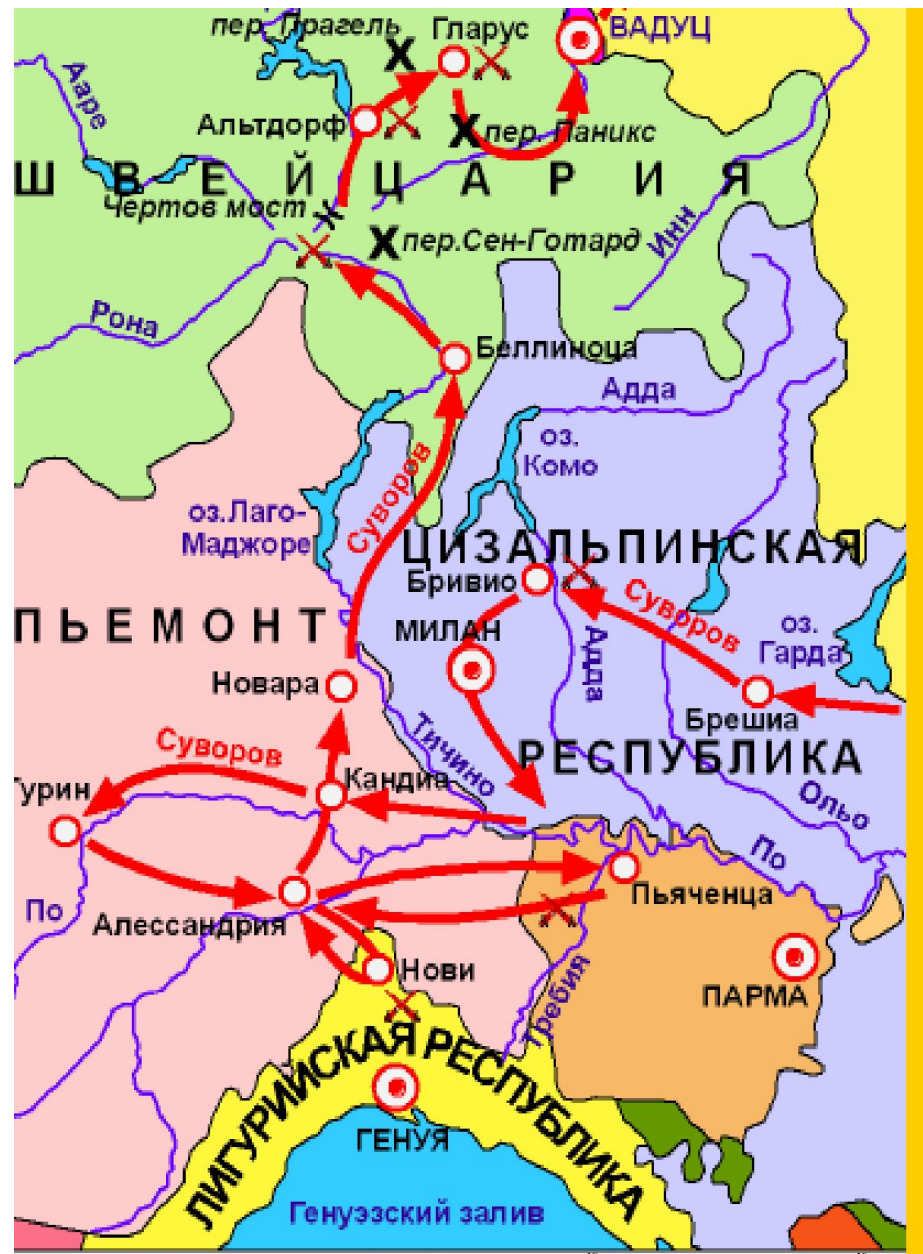 пер. Прагель
Гларус
ВАДУЦ
Ааре
Альтдорф
пер. Паникс
ШВЕЙЦАРИЯ
Чертов мост
пер.Сен-Готард
Инн
Рона
Беллиноца
Адда
оз.
Комо
Суворов
оз.Лаго-
Маджоре
ЦИЗАЛЬПИНСКАЯ
Бривио
Суворов
ПЬЕМОНТ
МИЛАН
Адда
оз.
Гарда
Новара
Брешиа
Суворов
Тичино
РЕСПУБЛИКА
Кандиа
урин
Ольо
По
Пьяченца
По
Алессандрия
Нови
Требия
ПАРМА
ЛИГУРИЙСКАЯ РЕСПУБЛИКА
ГЕНУЯ
Генуэзский залив